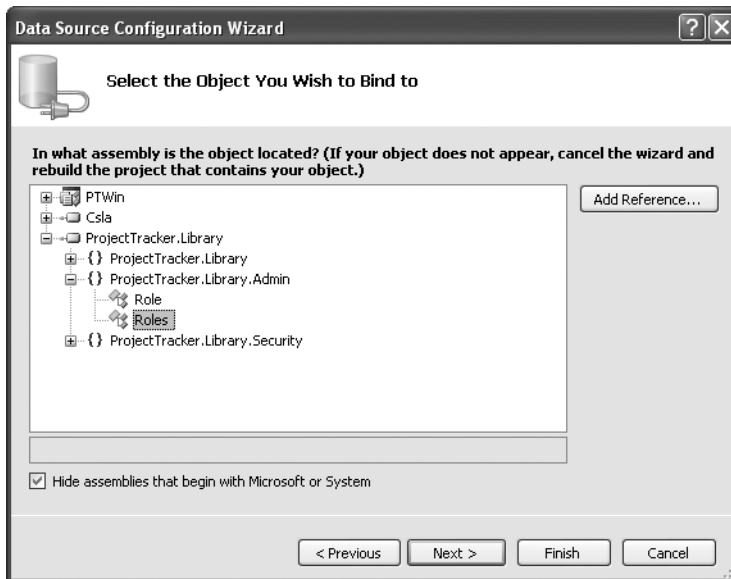 Data Source Configuration Wizard
Select the Object You Wish to Bind to
In what assembly is the object located? (If your object does not appear, cancel the wizard and
rebuild the project that contains your object.)
PTWin
Csla
ProjectTracker.Library
{} ProjectTracker.Library
{} ProjectTracker.Library.Admin
Role
Roles
{} ProjectTracker.Library.Security
Add Reference...
Hide assemblies that begin with Microsoft or System
< Previous
Next >
Finish
Cancel